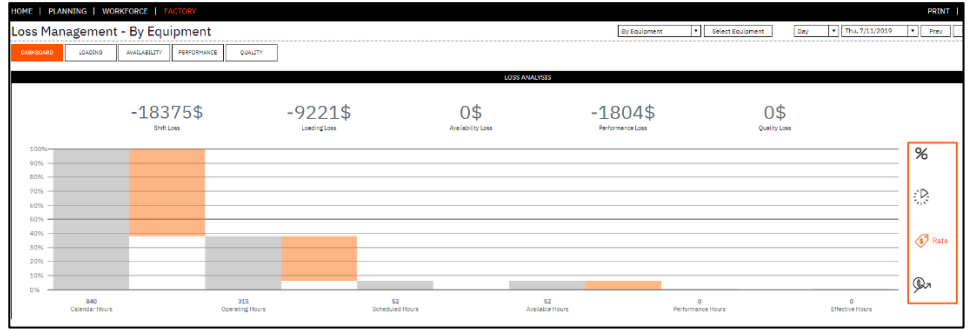 HOME | PLANNING | WORKFORCE | FACTORY PRINT |
Loss Management - By Equipment By Equipment Select Equipment Day Thu, 7/11/2019 Prev
DASHBOARD LOADING AVAILABILITY PERFORMANCE QUALITY
LOSS ANALYSIS
-18375$ -9221$ 0$ -1804$ 0$
Shift Loss Loading Loss Availability Loss Performance Loss Quality Loss
100%
90%
80%
70%
60%
50%
40%
30%
20%
10%
0%
%
$ Rate
840 315 52 52 0 0
Calendar Hours Operating Hours Scheduled Hours Available Hours Performance Hours Effective Hours